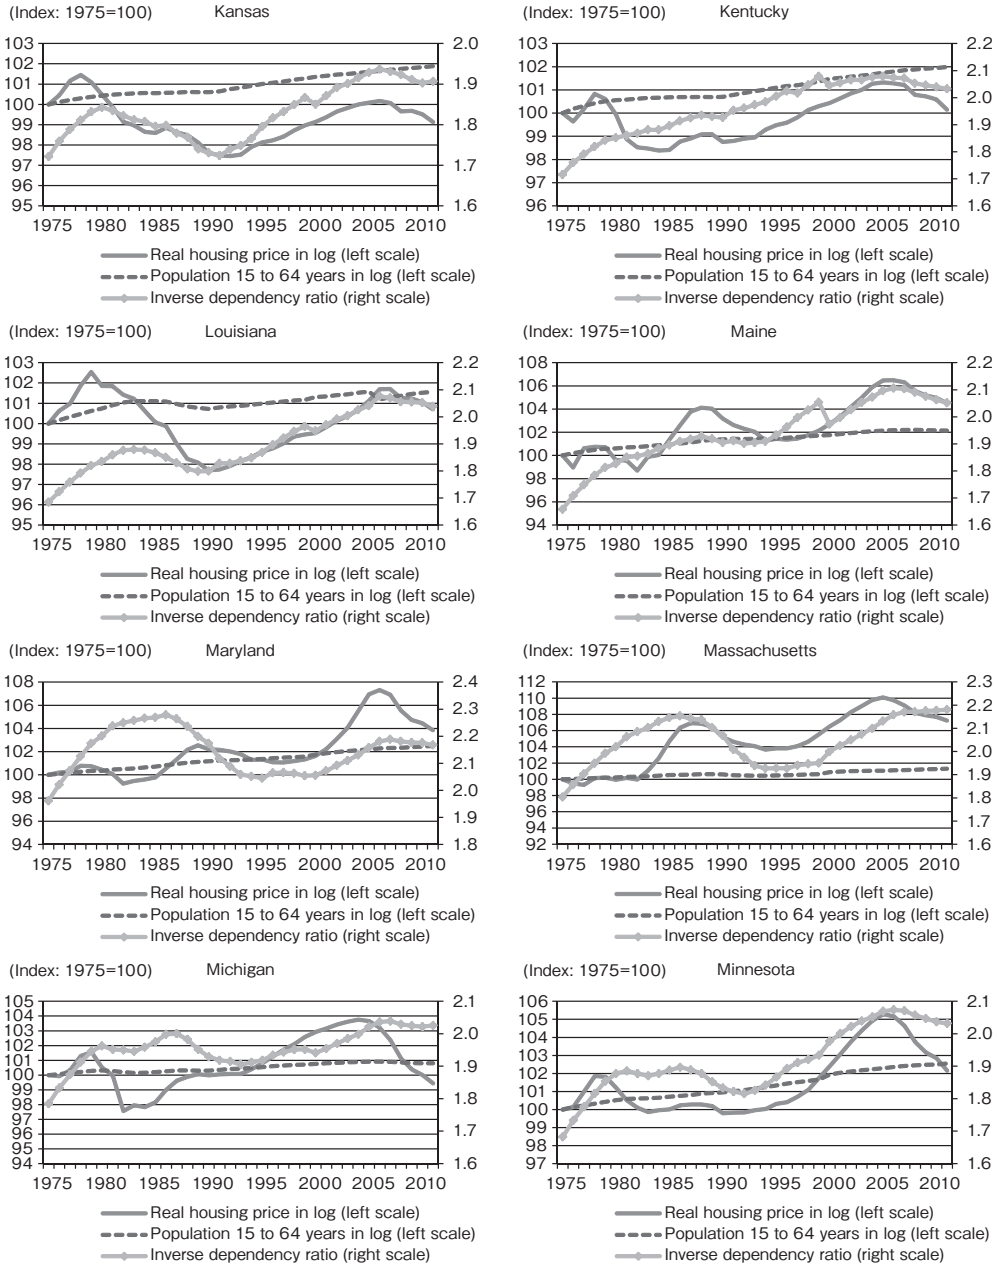 (Index: 1975=100) Kansas
103 2.0
102
101 1.9
100
99 1.8
98
97 1.7
96
95 1.6
1975 1980 1985 1990 1995 2000 2005 2010
Real housing price in log (left scale)
Population 15 to 64 years in log (left scale)
Inverse dependency ratio (right scale)
(Index: 1975=100) Kentucky
103 2.2
102 2.1
101 2.0
100
99 1.9
98 1.8
97 1.7
96 1.6
1975 1980 1985 1990 1995 2000 2005 2010
Real housing price in log (left scale)
Population 15 to 64 years in log (left scale)
Inverse dependency ratio (right scale)
(Index: 1975=100) Louisiana
103 2.2
102 2.1
101 2.0
100
99 1.9
98 1.8
97 1.7
96
95 1.6
1975 1980 1985 1990 1995 2000 2005 2010
Real housing price in log (left scale)
Population 15 to 64 years in log (left scale)
Inverse dependency ratio (right scale)
(Index: 1975=100) Maine
108 2.2
106 2.1
104 2.0
102 1.9
100
98 1.8
96 1.7
94 1.6
1975 1980 1985 1990 1995 2000 2005 2010
Real housing price in log (left scale)
Population 15 to 64 years in log (left scale)
Inverse dependency ratio (right scale)
(Index: 1975=100) Maryland
108 2.4
106 2.3
104 2.2
102 2.1
100 2.0
98
96 1.9
94 1.8
1975 1980 1985 1990 1995 2000 2005 2010
Real housing price in log (left scale)
Population 15 to 64 years in log (left scale)
Inverse dependency ratio (right scale)
(Index: 1975=100) Massachusetts
112 2.3
110 2.2
108 2.1
106
104 2.0
102 1.9
100
98 1.8
96 1.7
94
92 1.6
1975 1980 1985 1990 1995 2000 2005 2010
Real housing price in log (left scale)
Population 15 to 64 years in log (left scale)
Inverse dependency ratio (right scale)
(Index: 1975=100) Michigan
105 2.1
104
103 2.0
102
101 1.9
100
99
98 1.8
97
96 1.7
95
94 1.6
1975 1980 1985 1990 1995 2000 2005 2010
Real housing price in log (left scale)
Population 15 to 64 years in log (left scale)
Inverse dependency ratio (right scale)
(Index: 1975=100) Minnesota
106 2.1
105 2.0
104
103 1.9
102
101
100 1.8
99 1.7
98
97 1.6
1975 1980 1985 1990 1995 2000 2005 2010
Real housing price in log (left scale)
Population 15 to 64 years in log (left scale)
Inverse dependency ratio (right scale)